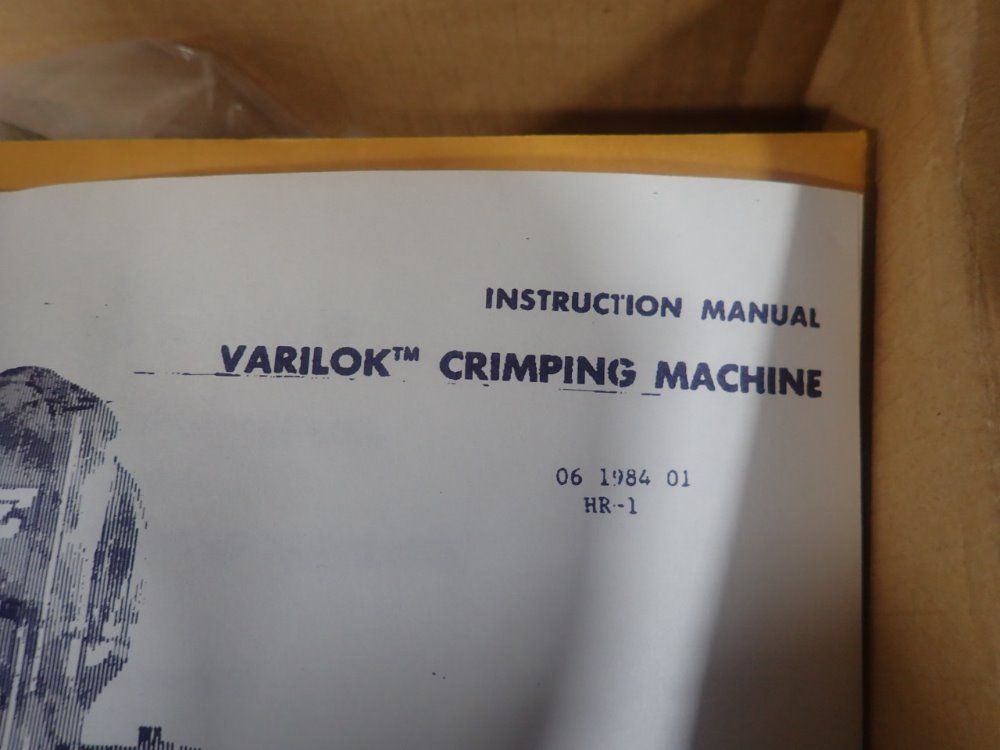 INSTRUCTION MANUAL
VARILOK™ CRIMPING MACHINE
06 1984 01
HR-1